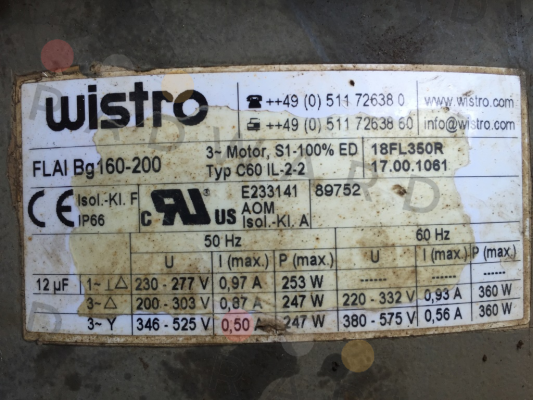 wistro
☎ ++49 (0) 511 72638 0
++49 (0) 511 72638 60
www.wistro.com
info@wistro.com
FLAI Bg160-200
3~ Motor, S1-100% ED
Typ C60 IL-2-2
18FL350R
17.00.1061
CE Isol.-Kl. F
IP66
C RU US
E233141
AOM
Isol.-Kl. A
89752
50 Hz 60 Hz
U I (max.) P (max.) U I (max.) P (max.)
12 µF 1~ ⊥ △ 230 - 277 V 0,97 A 253 W ------ ------ ------
3~ △ 200 - 303 V 0,87 A 247 W 220 - 332 V 0,93 A 360 W
3~ Y 346 - 525 V 0,50 A 247 W 380 - 575 V 0,56 A 360 W